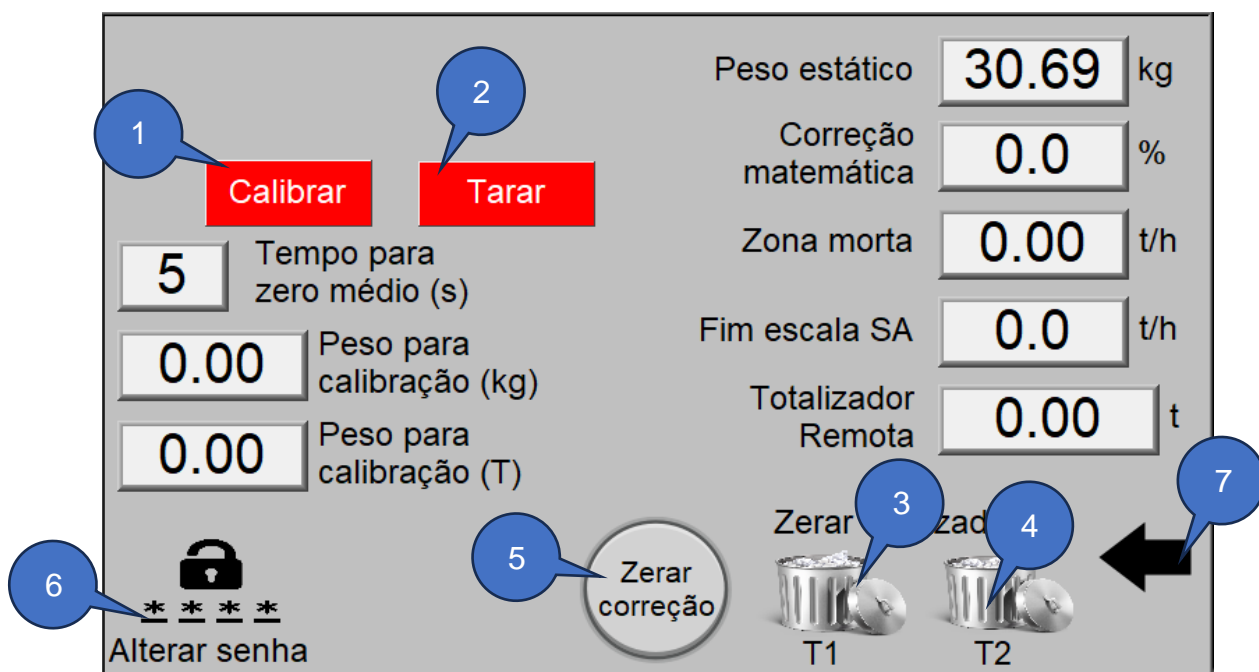 1
2
Calibrar
Tarar
5
Tempo para
zero médio (s)
0.00
Peso para
calibração (kg)
0.00
Peso para
calibração (T)
6
* * * *
Alterar senha
Peso estático
30.69
kg
Correção
matemática
0.0
%
Zona morta
0.00
t/h
Fim escala SA
0.0
t/h
Totalizador
Remota
0.00
t
5
Zerar
correção
Zerar
3
4
T1
T2
7